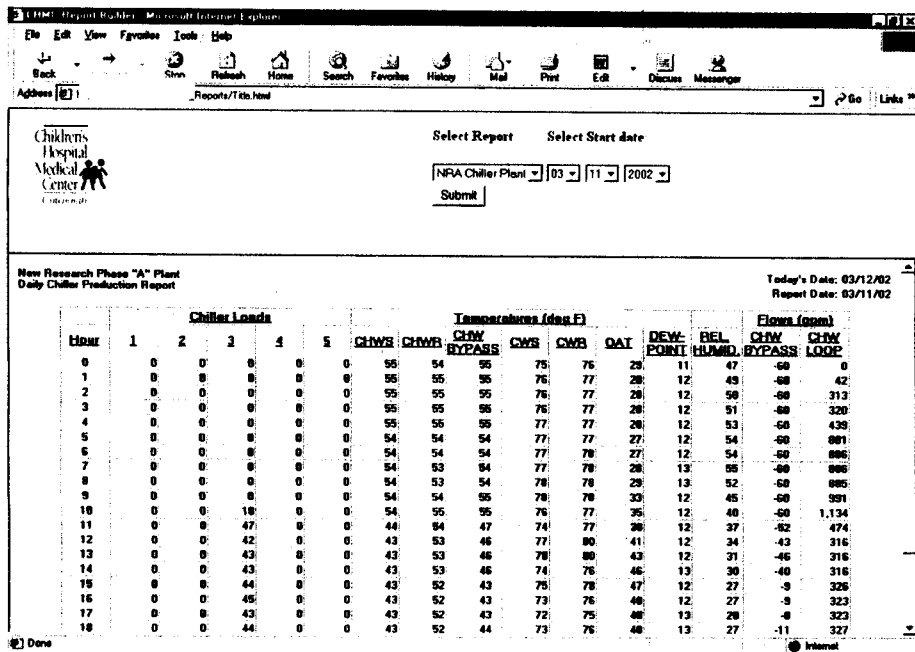 CHMC Report Builder - Microsoft Internet Explorer
File Edit View Favorites Tools Help
Back Stop Refresh Home Search Favorites History Mail Print Edit Discuss Messenger
Address _Reports/Title.html Go Links »
Children's
Hospital
Medical
Center
Cincinnati
Select Report Select Start date
NRA Chiller Plant 03 11 2002
Submit
New Research Phase "A" Plant
Daily Chiller Production Report
Today's Date: 03/12/02
Report Date: 03/11/02
Chiller Loads Temperatures (deg F) Flows (gpm)
Hour 1 2 3 4 5 CHWS CHWR CHW BYPASS CWS CWR OAT DEW-POINT REL. HUMID. CHW BYPASS CHW LOOP
0 0 0 0 0 0 55 54 55 75 76 29 11 47 -60 0
1 0 0 0 0 0 55 55 55 76 77 28 12 49 -60 42
2 0 0 0 0 0 55 55 55 76 77 28 12 50 -60 313
3 0 0 0 0 0 55 55 55 76 77 28 12 51 -60 320
4 0 0 0 0 0 55 55 55 77 77 28 12 53 -60 439
5 0 0 0 0 0 54 54 54 77 77 27 12 54 -60 881
6 0 0 0 0 0 54 54 54 77 78 27 12 54 -60 886
7 0 0 0 0 0 54 53 54 77 78 28 13 55 -60 886
8 0 0 0 0 0 54 53 54 78 78 29 13 52 -60 885
9 0 0 0 0 0 54 54 55 78 78 33 12 45 -60 991
10 0 0 18 0 0 54 55 55 76 77 35 12 40 -60 1,134
11 0 0 47 0 0 44 54 47 74 77 38 12 37 -52 474
12 0 0 42 0 0 43 53 46 77 80 41 12 34 -43 316
13 0 0 43 0 0 43 53 46 78 80 43 12 31 -46 316
14 0 0 43 0 0 43 53 46 74 76 46 13 30 -40 316
15 0 0 44 0 0 43 52 43 75 78 47 12 27 -9 326
16 0 0 45 0 0 43 52 43 73 76 48 12 27 -9 323
17 0 0 43 0 0 43 52 43 72 75 48 13 28 -8 323
18 0 0 44 0 0 43 52 44 73 76 48 13 27 -11 327
Done Internet